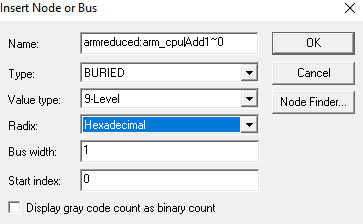 Insert Node or Bus
Name: armreduced:arm_cpu|Add1~0 OK
Type: BURIED Cancel
Value type: 9-Level Node Finder...
Radix: Hexadecimal
Bus width: 1
Start index: 0
Display gray code count as binary count